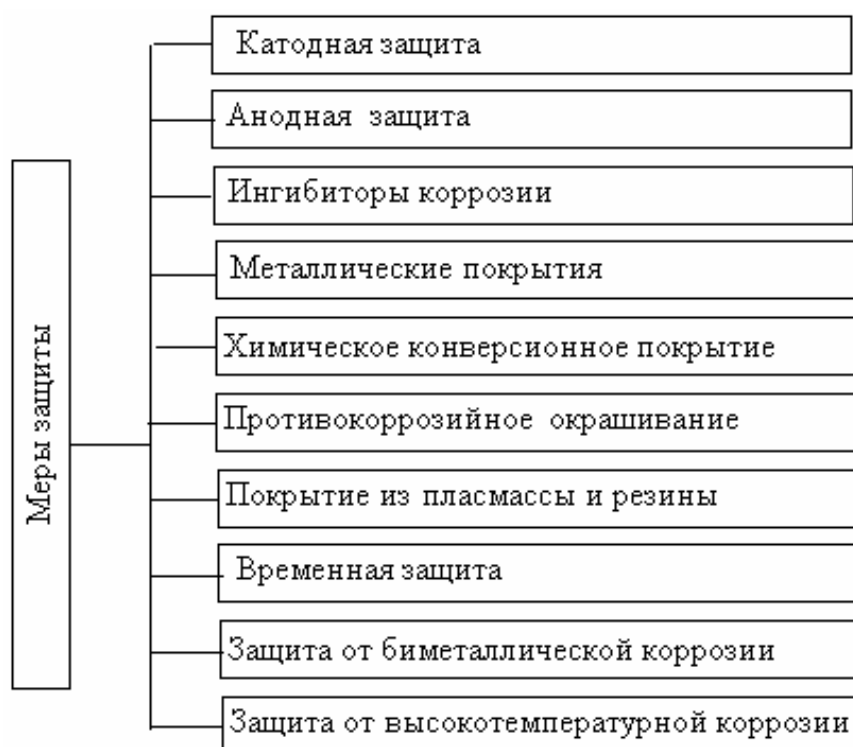 Меры защиты
Катодная защита
Анодная защита
Ингибиторы коррозии
Металлические покрытия
Химическое конверсионное покрытие
Противокоррозийное окрашивание
Покрытие из пласмассы и резины
Временная защита
Защита от биметаллической коррозии
Защита от высокотемпературной коррозии